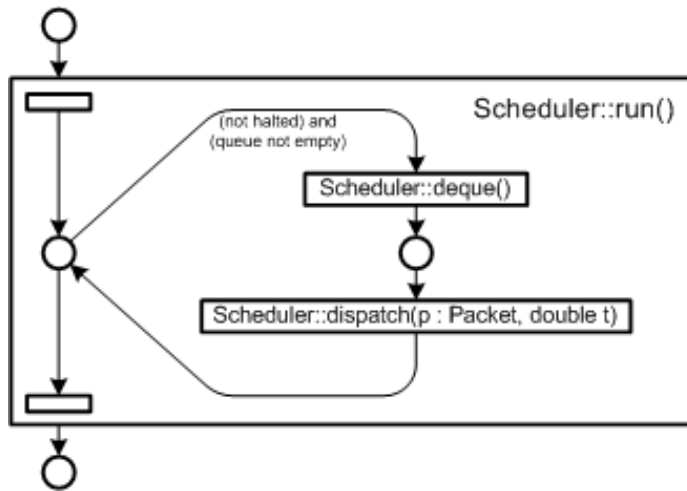 Scheduler::run()
(not halted) and
(queue not empty)
Scheduler::deque()
Scheduler::dispatch(p : Packet, double t)